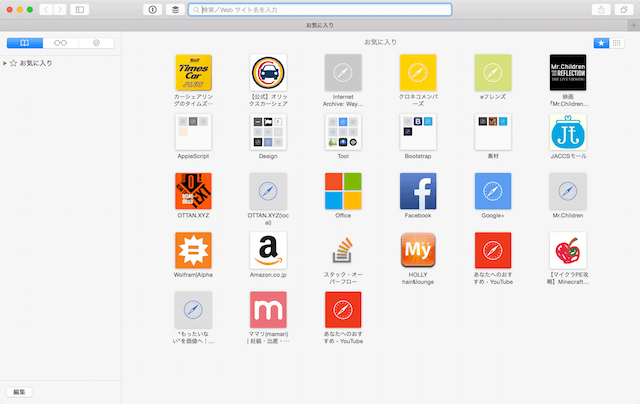 検索／Web サイト名を入力
お気に入り
お気に入り
お気に入り
Times
Car
PLUS
Mr.Children
REFLECTION
THE LIVE VIEWING
カーシェアリ
ングのタイムズ…
【公式】オリッ
クスカーシェア
Internet
Archive: Way…
クロネコメンバ
ーズ
eフレンズ
映画
『Mr.Children…
B
Jt
AppleScript
Design
Tool
Bootstrap
素材
JACCSモール
OTTAN.XYZ
OTTAN.XYZ(loc
al)
Office
Facebook
Google+
Mr.Children
My
Wolfram|Alpha
Amazon.co.jp
スタック・オー
バーフロー
HOLLY
hair&lounge
あなたへのおす
すめ - YouTube
【マイクラPE攻
略】Minecraft…
m
"もったいな
い"を価値へ｜…
ママリ(mamari)
| 妊娠・出産・…
あなたへのおす
すめ - YouTube
編集